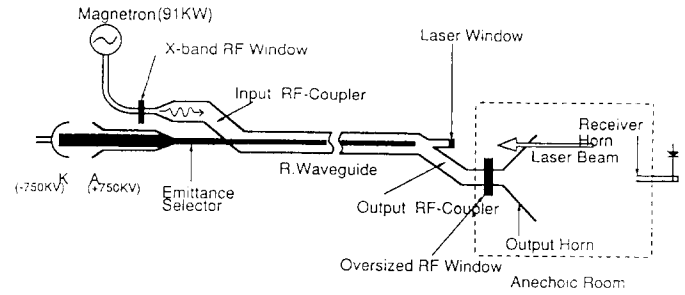 Magnetron(91KW)
X-band RF Window
Laser Window
Input RF-Coupler
Receiver
Horn
Laser Beam
R.Waveguide
K A
(-750KV) (+750KV)
Emittance
Selector
Output RF-Coupler
Output Horn
Oversized RF Window
Anechoic Room